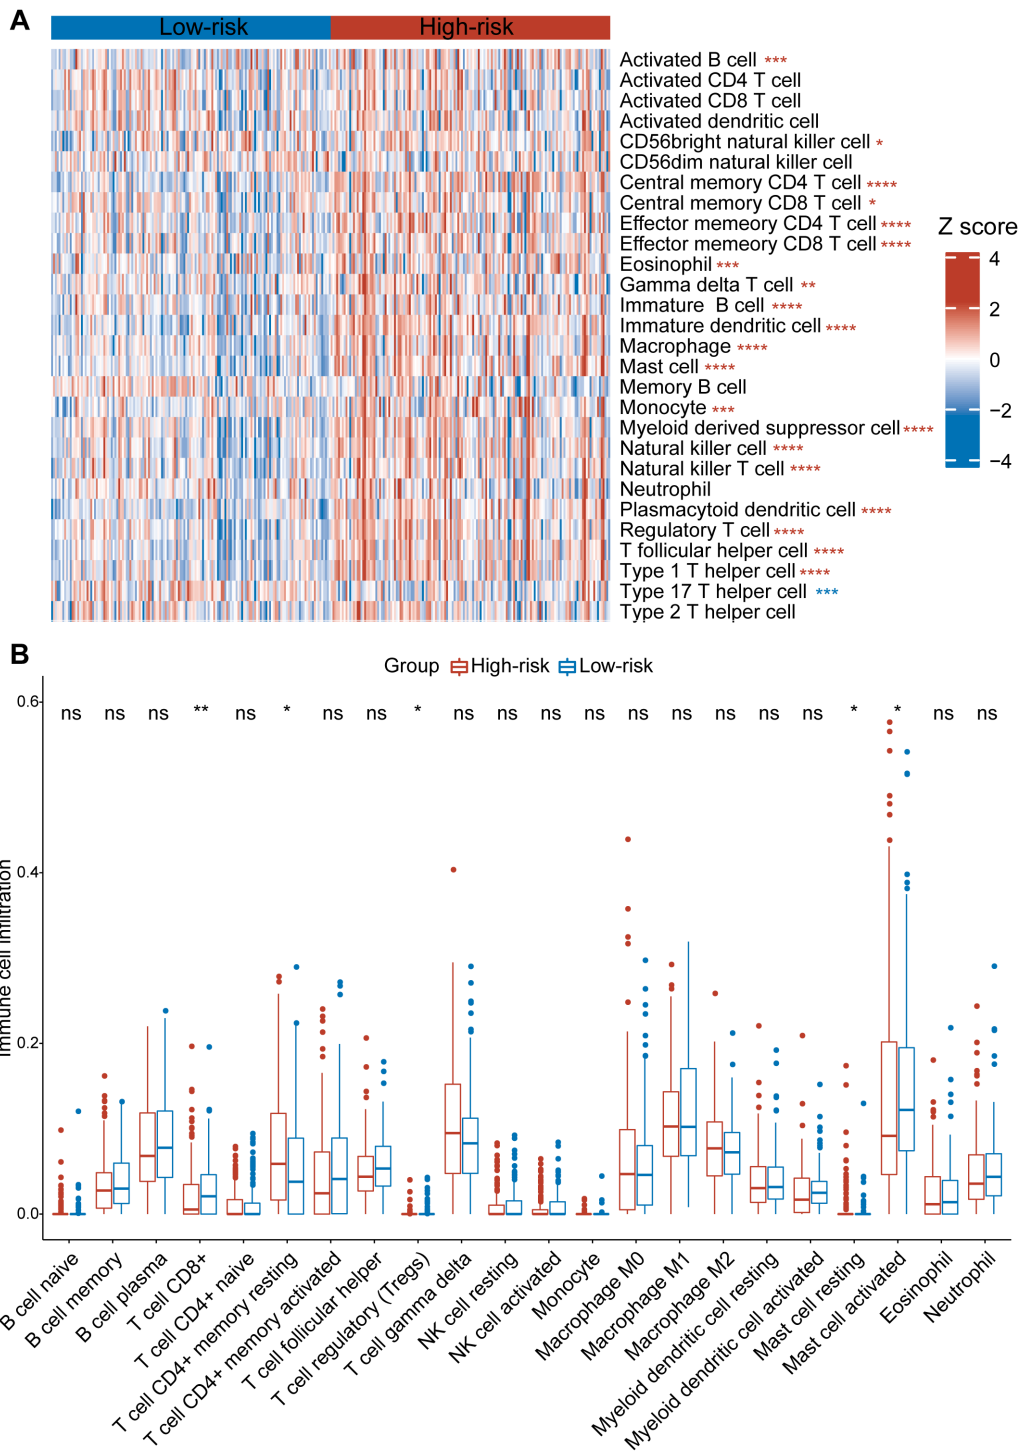 A
Low-risk
High-risk
Activated B cell ***
Activated CD4 T cell
Activated CD8 T cell
Activated dendritic cell
CD56bright natural killer cell *
CD56dim natural killer cell
Central memory CD4 T cell ****
Central memory CD8 T cell *
Effector memeory CD4 T cell ****
Effector memeory CD8 T cell ****
Eosinophil ***
Gamma delta T cell **
Immature B cell ****
Immature dendritic cell ****
Macrophage ****
Mast cell ****
Memory B cell
Monocyte ***
Myeloid derived suppressor cell ****
Natural killer cell ****
Natural killer T cell ****
Neutrophil
Plasmacytoid dendritic cell ****
Regulatory T cell ****
T follicular helper cell ****
Type 1 T helper cell ****
Type 17 T helper cell ***
Type 2 T helper cell
Z score
4
2
0
−2
−4
B
Group High-risk Low-risk
ns ns ns ** ns * ns ns * ns ns ns ns ns ns ns ns ns * * ns ns
Immune cell infiltration
0.6
0.4
0.2
0.0
B cell naive
B cell memory
B cell plasma
T cell CD8+
T cell CD4+ naive
T cell CD4+ memory resting
T cell CD4+ memory activated
T cell follicular helper
T cell regulatory (Tregs)
T cell gamma delta
NK cell resting
NK cell activated
Monocyte
Macrophage M0
Macrophage M1
Macrophage M2
Myeloid dendritic cell resting
Myeloid dendritic cell activated
Mast cell resting
Mast cell activated
Eosinophil
Neutrophil